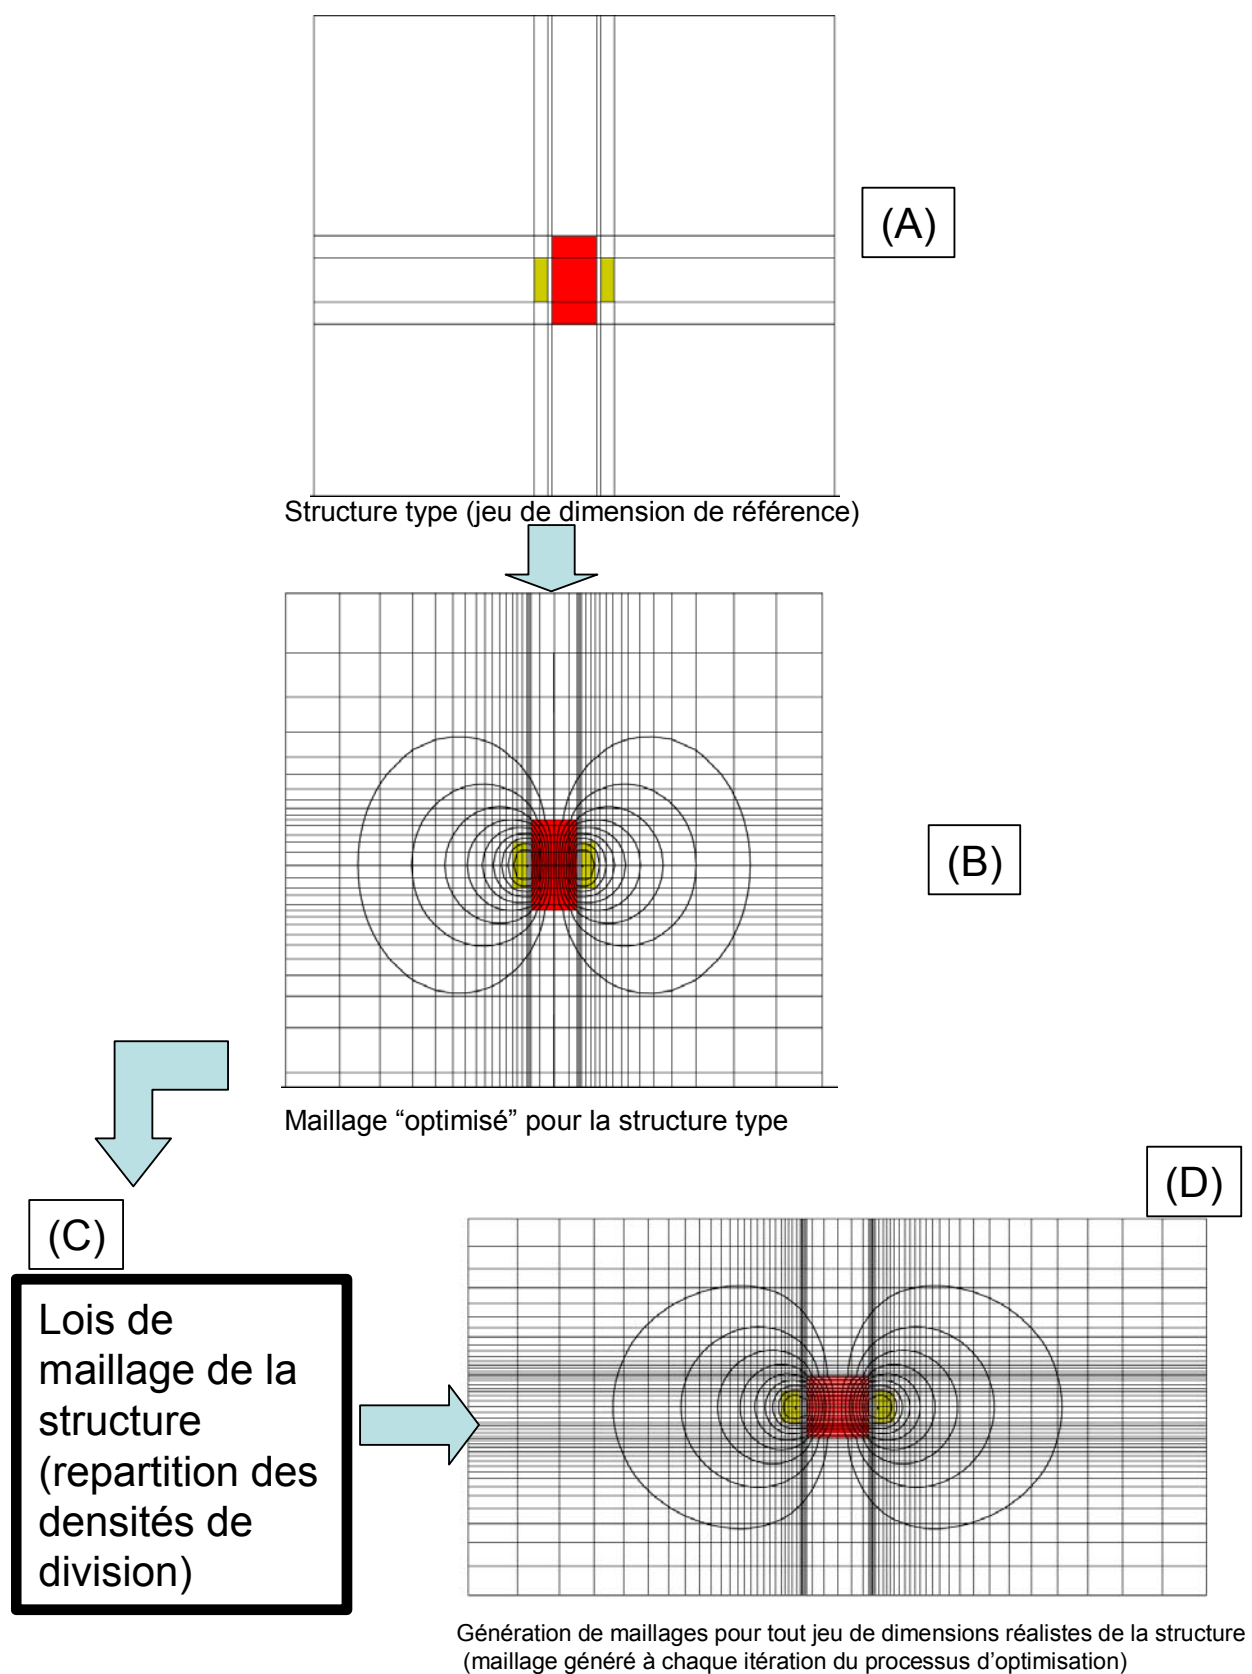 (A)
Structure type (jeu de dimension de référence)
(B)
Maillage “optimisé” pour la structure type
(D)
(C)
Lois de
maillage de la
structure
(repartition des
densités de
division)
Génération de maillages pour tout jeu de dimensions réalistes de la structure
(maillage généré à chaque itération du processus d’optimisation)